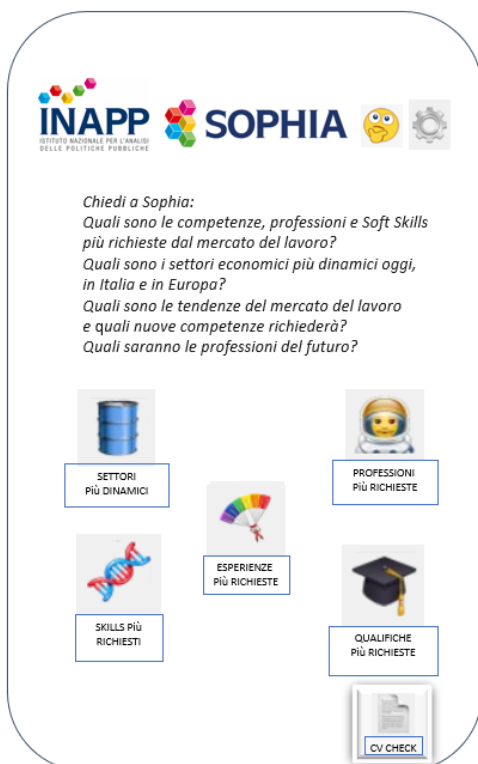 INAPP
ISTITUTO NAZIONALE PER L'ANALISI
DELLE POLITICHE PUBBLICHE
SOPHIA
Chiedi a Sophia:
Quali sono le competenze, professioni e Soft Skills
più richieste dal mercato del lavoro?
Quali sono i settori economici più dinamici oggi,
in Italia e in Europa?
Quali sono le tendenze del mercato del lavoro
e quali nuove competenze richiederà?
Quali saranno le professioni del futuro?
SETTORI
Più DINAMICI
PROFESSIONI
Più RICHIESTE
ESPERIENZE
Più RICHIESTE
SKILLS Più
RICHIESTI
QUALIFICHE
Più RICHIESTE
CV CHECK